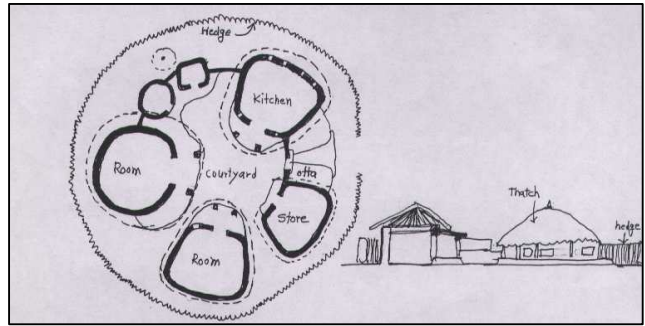 Hedge
Kitchen
Room
courtyard
otta
Store
Room
Thatch
hedge